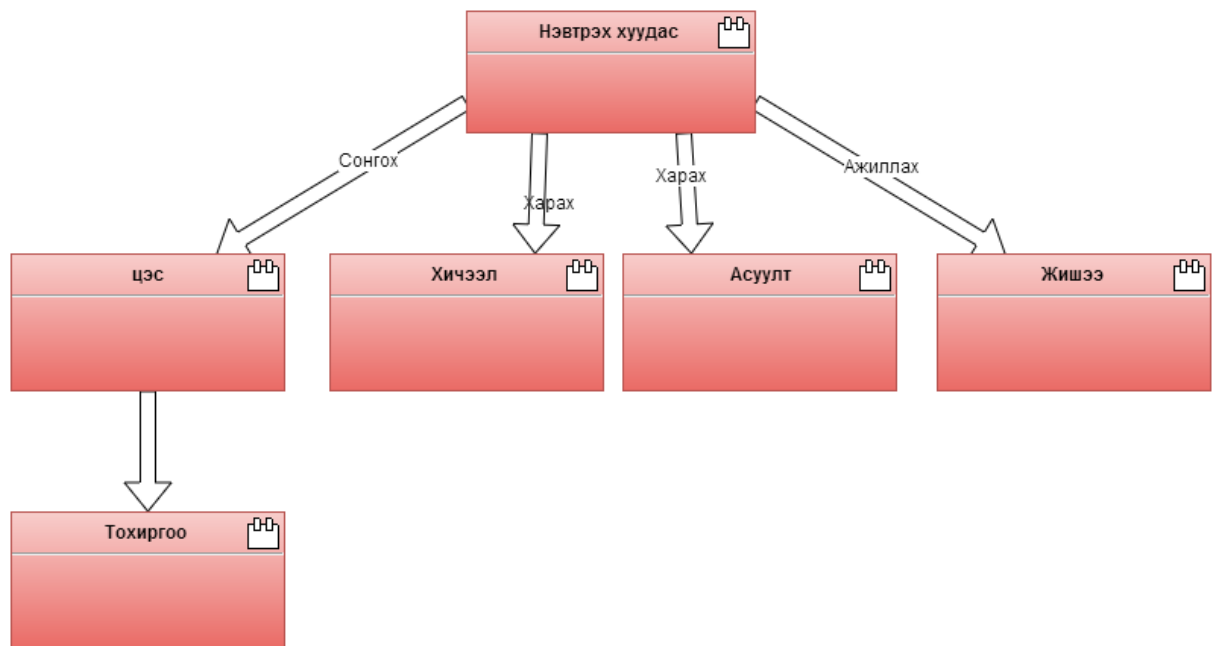 Нэвтрэх хуудас
Сонгох
Харах
Харах
Ажиллах
цэс
Хичээл
Асуулт
Жишээ
Тохиргоо